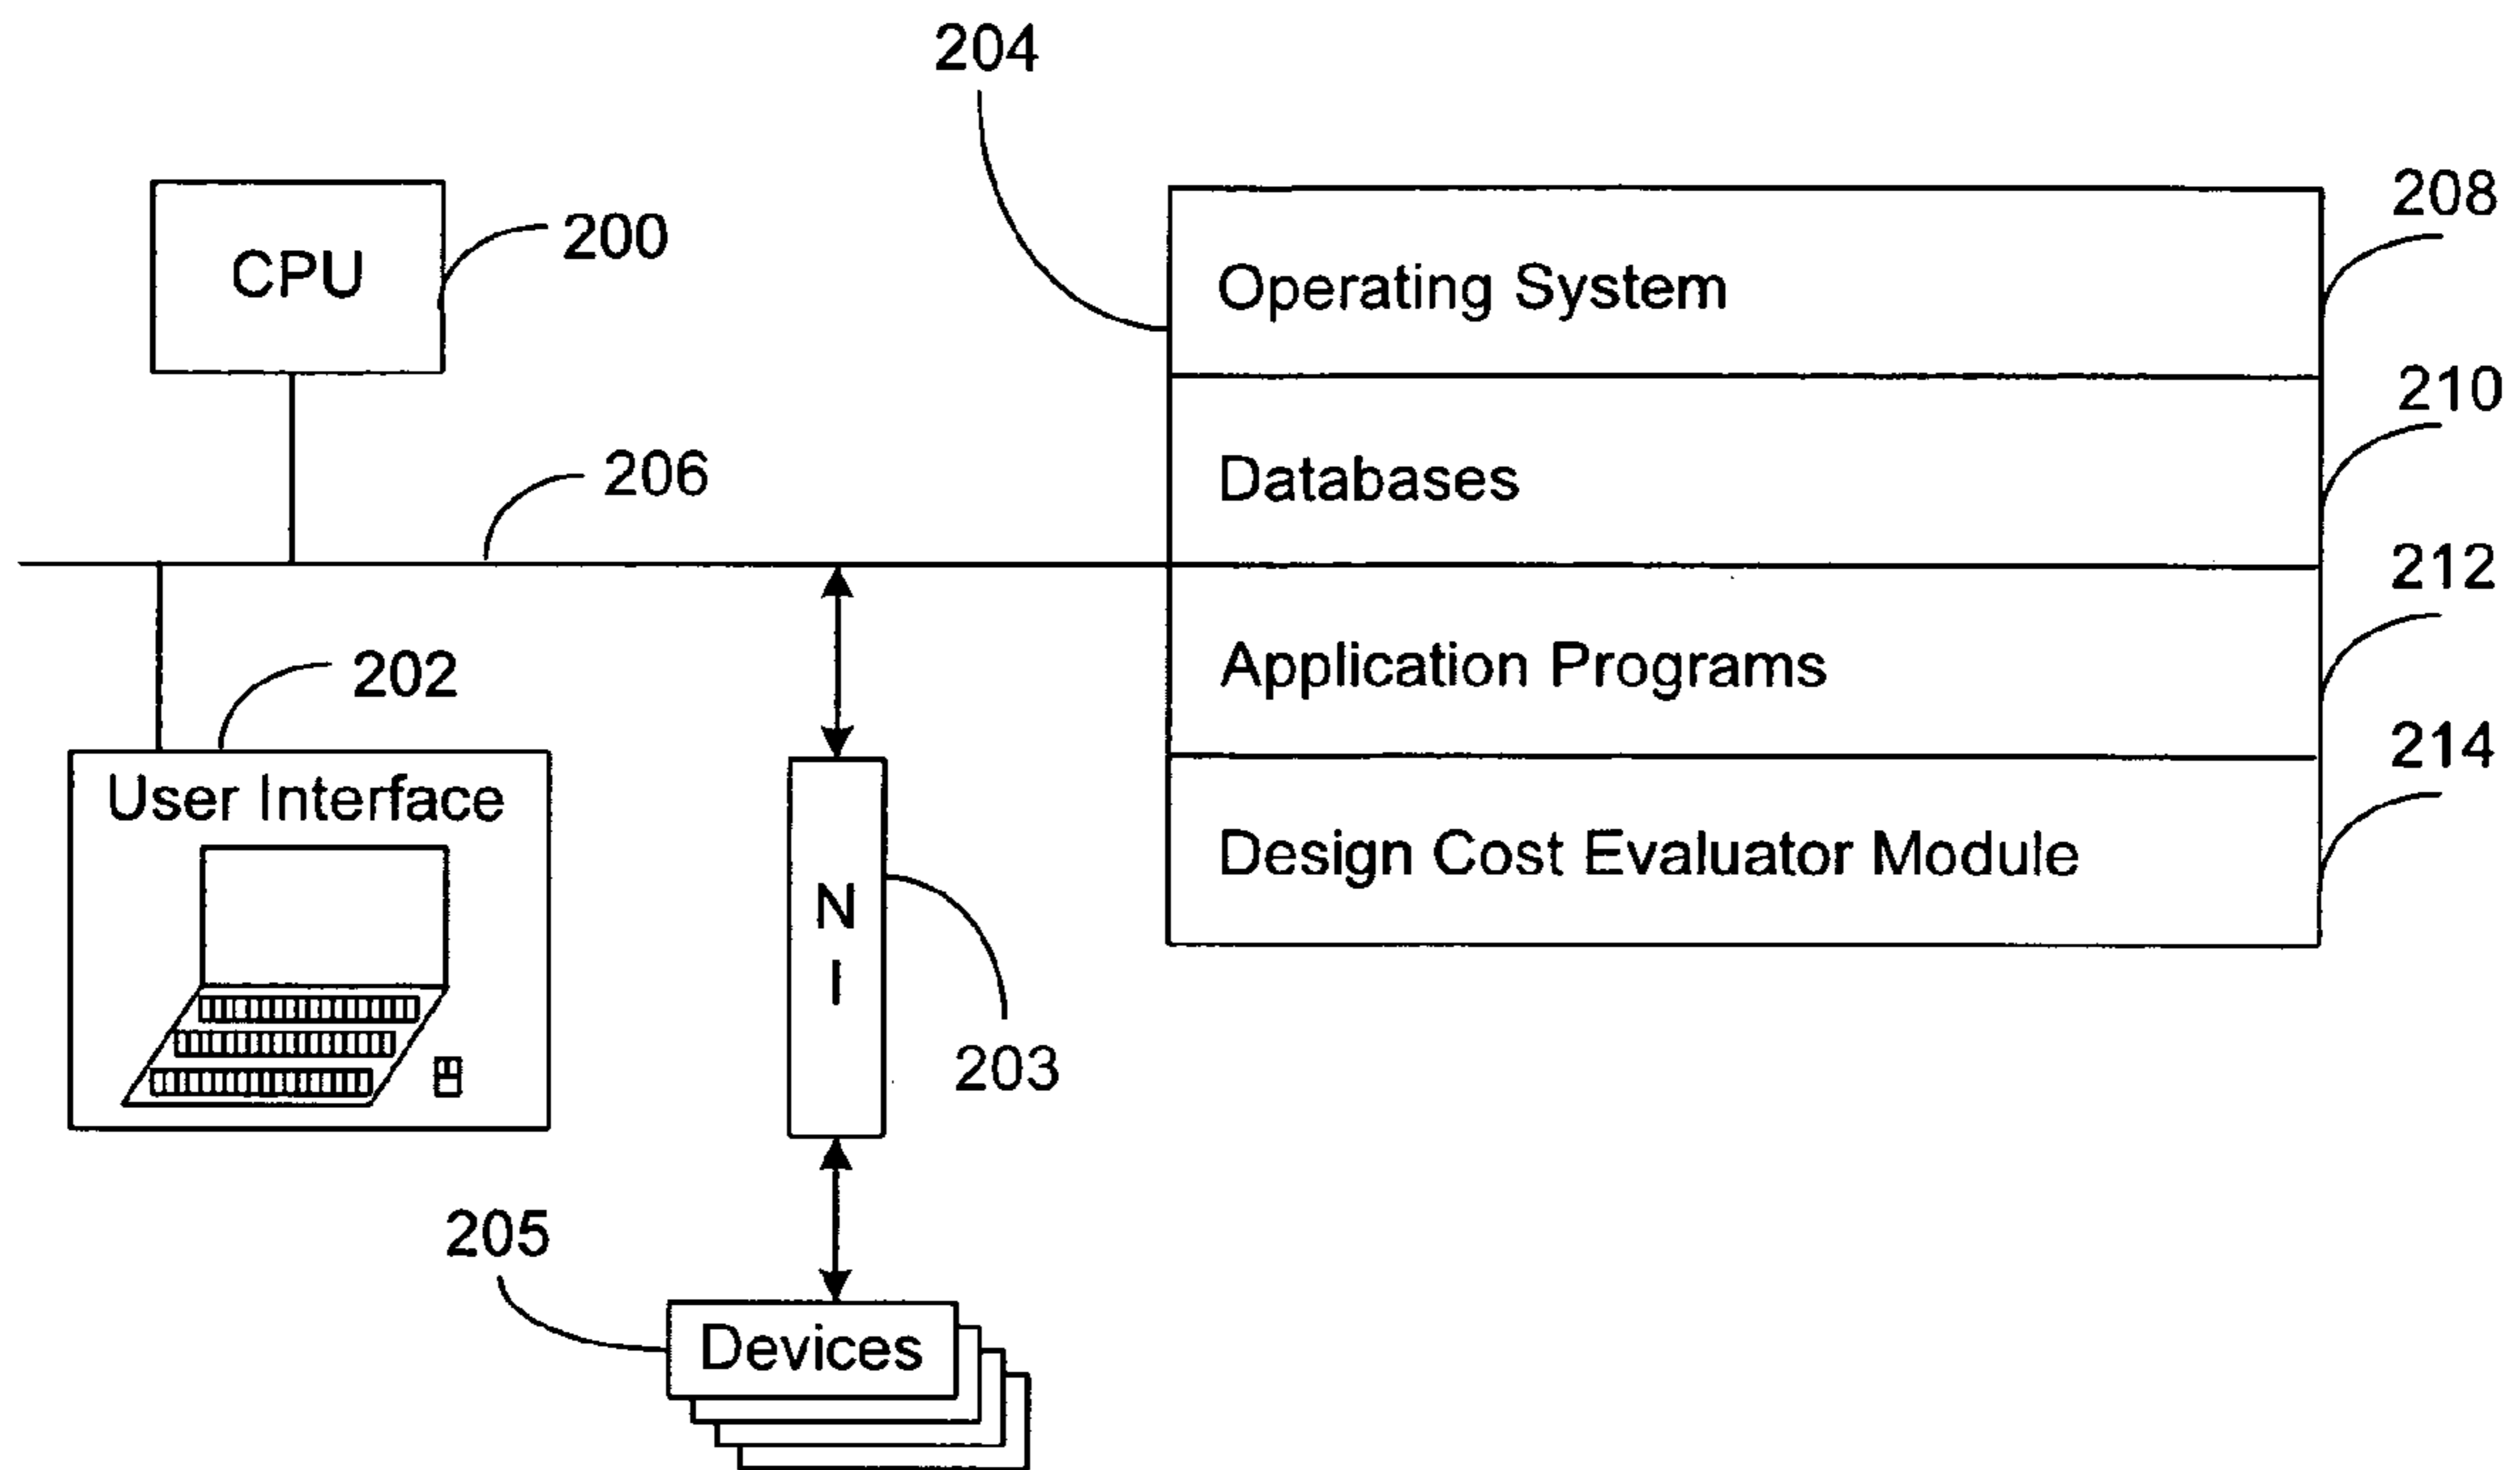 204
208
CPU
200
Operating System
210
206
Databases
212
202
Application Programs
214
User Interface
Design Cost Evaluator Module
N
I
203
205
Devices